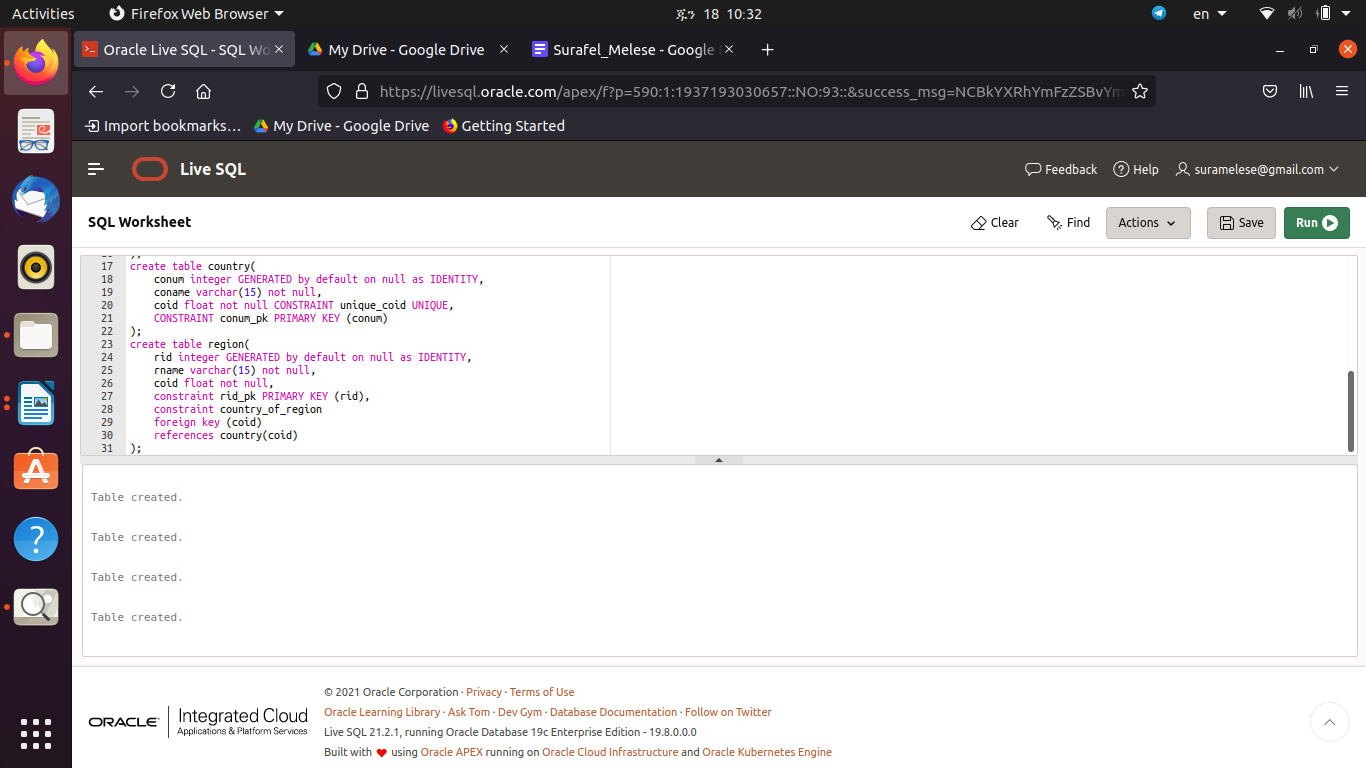 Activities
Firefox Web Browser
ጁን 18 10:32
en
Oracle Live SQL - SQL Wo
My Drive - Google Drive
Surafel_Melese - Google
https://livesql.oracle.com/apex/f?p=590:1:1937193030657::NO:93::&success_msg=NCBkYXRhYmFzZSBvYm
Import bookmarks...
My Drive - Google Drive
Getting Started
Live SQL
Feedback
Help
suramelese@gmail.com
SQL Worksheet
Clear
Find
Actions
Save
Run
17 create table country(
18 conum integer GENERATED by default on null as IDENTITY,
19 coname varchar(15) not null,
20 coid float not null CONSTRAINT unique_coid UNIQUE,
21 CONSTRAINT conum_pk PRIMARY KEY (conum)
22 );
23 create table region(
24 rid integer GENERATED by default on null as IDENTITY,
25 rname varchar(15) not null,
26 coid float not null,
27 constraint rid_pk PRIMARY KEY (rid),
28 constraint country_of_region
29 foreign key (coid)
30 references country(coid)
31 );
Table created.
Table created.
Table created.
Table created.
ORACLE
Integrated Cloud
Applications & Platform Services
© 2021 Oracle Corporation · Privacy · Terms of Use
Oracle Learning Library · Ask Tom · Dev Gym · Database Documentation · Follow on Twitter
Live SQL 21.2.1, running Oracle Database 19c Enterprise Edition - 19.8.0.0.0
Built with ♥ using Oracle APEX running on Oracle Cloud Infrastructure and Oracle Kubernetes Engine